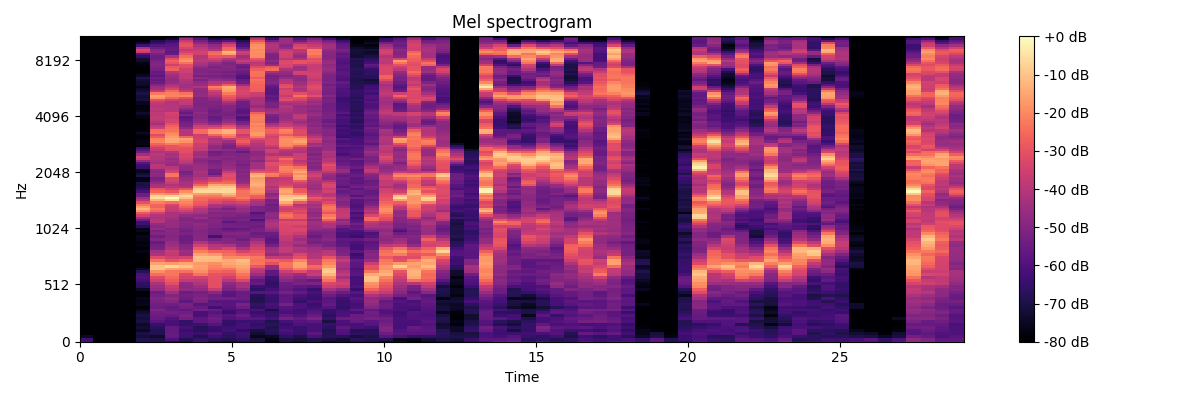 Mel spectrogram
+0 dB
8192
-10 dB
-20 dB
4096
-30 dB
Hz
2048
-40 dB
1024
-50 dB
-60 dB
512
-70 dB
0
-80 dB
0 5 10 15 20 25
Time